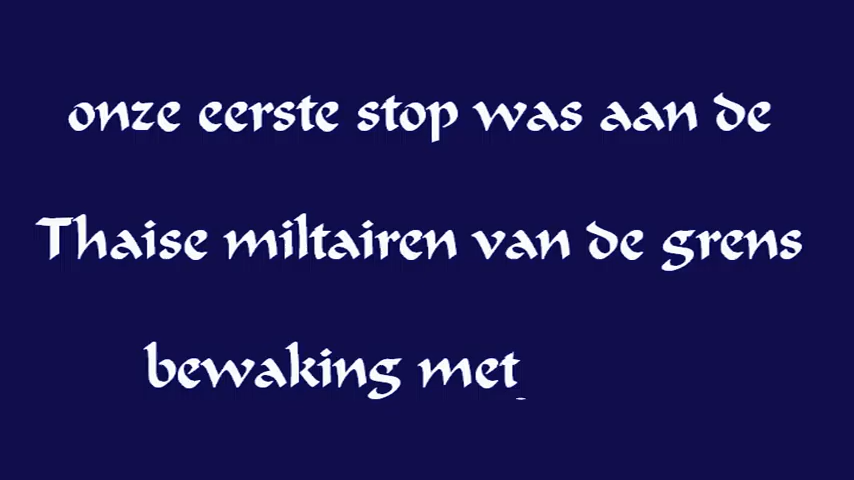 onze eerste stop was aan de
Thaise miltairen van de grens
bewaking met